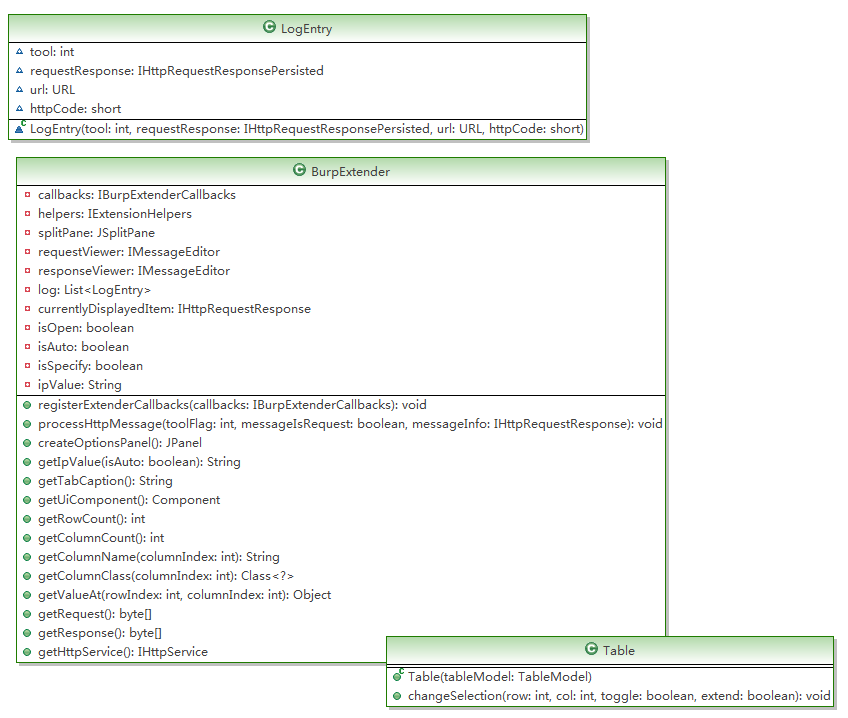 LogEntry
tool: int
requestResponse: IHttpRequestResponsePersisted
url: URL
httpCode: short
LogEntry(tool: int, requestResponse: IHttpRequestResponsePersisted, url: URL, httpCode: short)
BurpExtender
callbacks: IBurpExtenderCallbacks
helpers: IExtensionHelpers
splitPane: JSplitPane
requestViewer: IMessageEditor
responseViewer: IMessageEditor
log: List<LogEntry>
currentlyDisplayedItem: IHttpRequestResponse
isOpen: boolean
isAuto: boolean
isSpecify: boolean
ipValue: String
registerExtenderCallbacks(callbacks: IBurpExtenderCallbacks): void
processHttpMessage(toolFlag: int, messageIsRequest: boolean, messageInfo: IHttpRequestResponse): void
createOptionsPanel(): JPanel
getIpValue(isAuto: boolean): String
getTabCaption(): String
getUiComponent(): Component
getRowCount(): int
getColumnCount(): int
getColumnName(columnIndex: int): String
getColumnClass(columnIndex: int): Class<?>
getValueAt(rowIndex: int, columnIndex: int): Object
getRequest(): byte[]
getResponse(): byte[]
getHttpService(): IHttpService
Table
Table(tableModel: TableModel)
changeSelection(row: int, col: int, toggle: boolean, extend: boolean): void